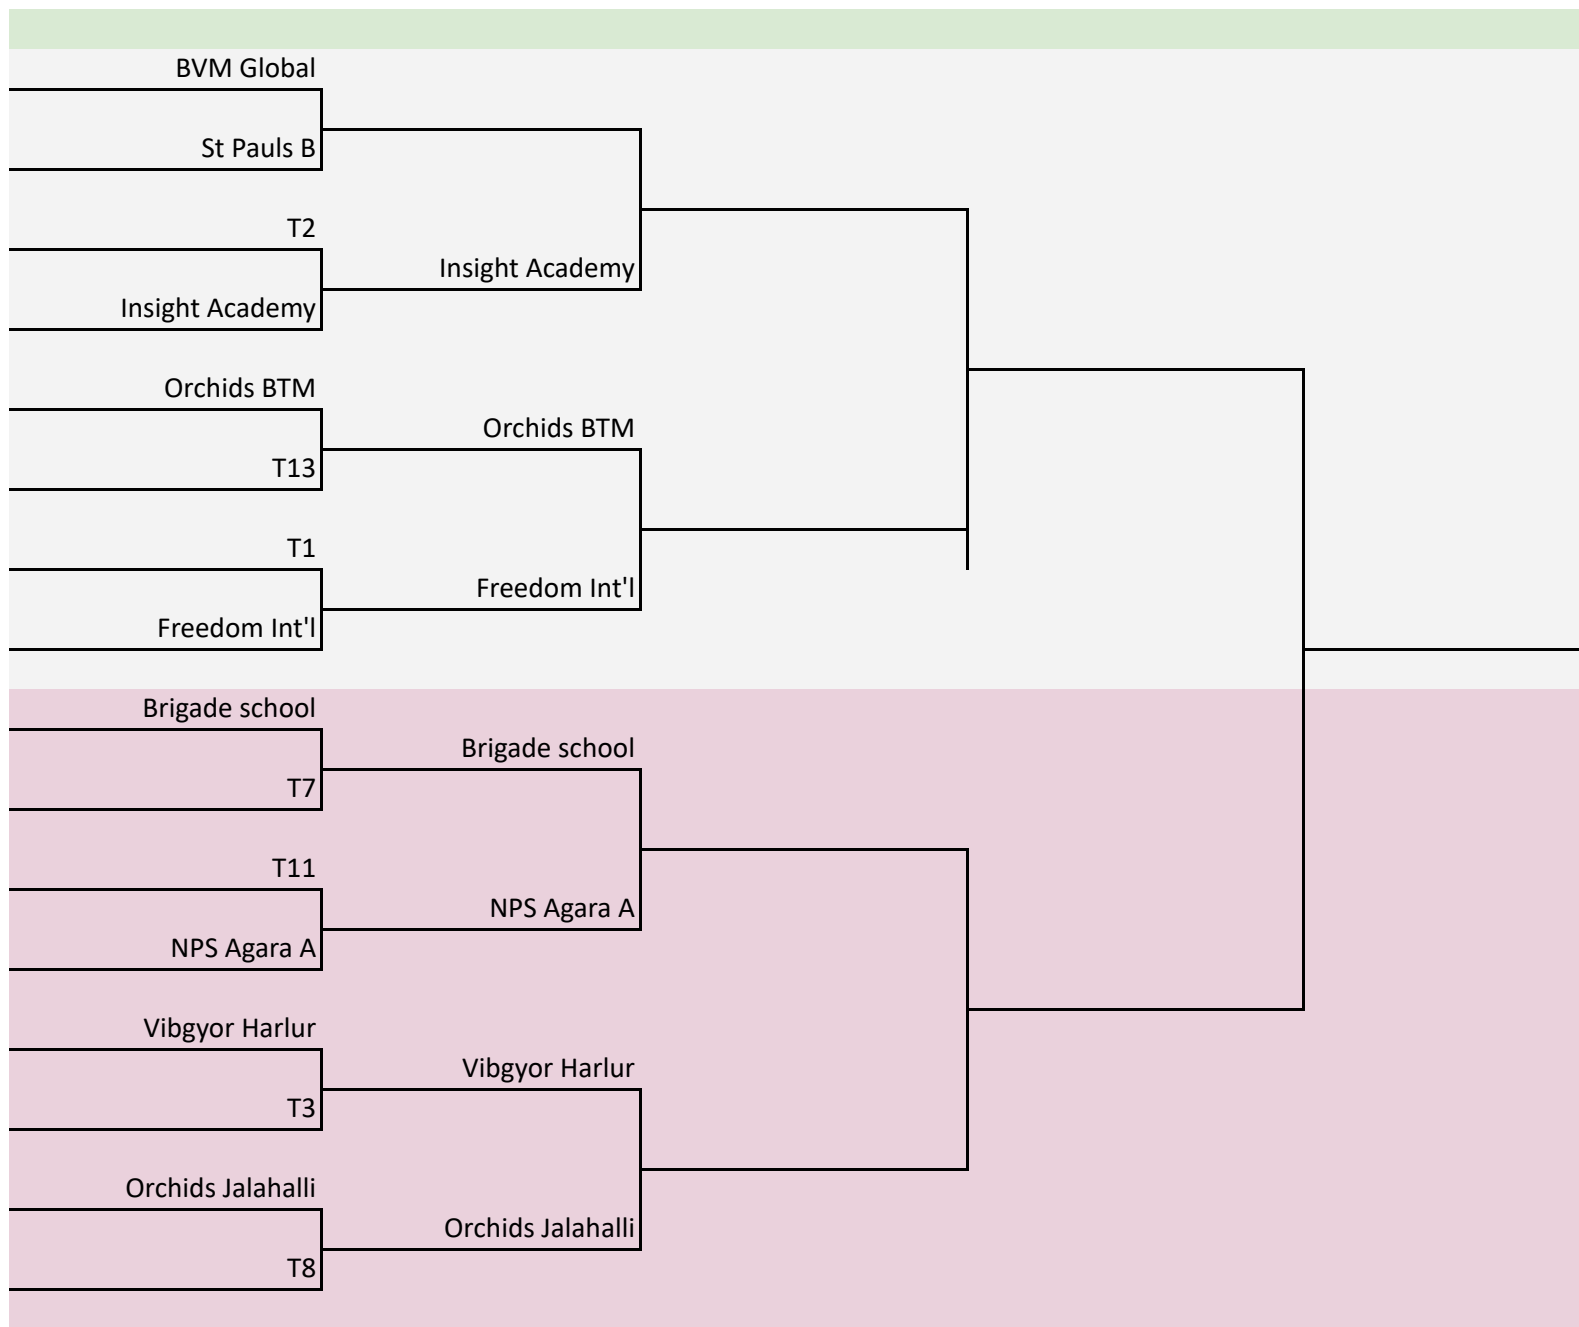 BVM Global
St Pauls B
T2
Insight Academy
Insight Academy
Orchids BTM
Orchids BTM
T13
T1
Freedom Int'l
Freedom Int'l
Brigade school
Brigade school
T7
T11
NPS Agara A
NPS Agara A
Vibgyor Harlur
Vibgyor Harlur
T3
Orchids Jalahalli
Orchids Jalahalli
T8